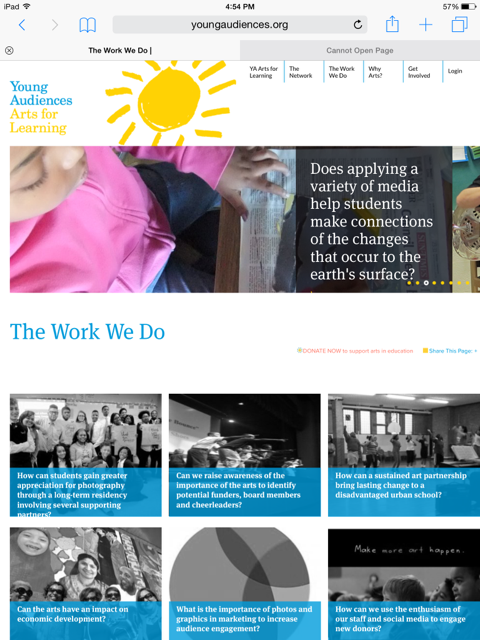 iPad
4:54 PM
57%
youngaudiences.org
The Work We Do |
Cannot Open Page
Young
Audiences
Arts for
Learning
YA Arts for
Learning
The
Network
The Work
We Do
Why
Arts?
Get
Involved
Login
Does applying a
variety of media
help students
make connections
of the changes
that occur to the
earth's surface?
The Work We Do
DONATE NOW to support arts in education
Share This Page: +
How can students gain greater
appreciation for photography
through a long-term residency
involving several supporting
partners?
Can we raise awareness of the
importance of the arts to identify
potential funders, board members
and cheerleaders?
How can a sustained art partnership
bring lasting change to a
disadvantaged urban school?
Can the arts have an impact on
economic development?
What is the importance of photos and
graphics in marketing to increase
audience engagement?
Make more art happen.
How can we use the enthusiasm of
our staff and social media to engage
new donors?